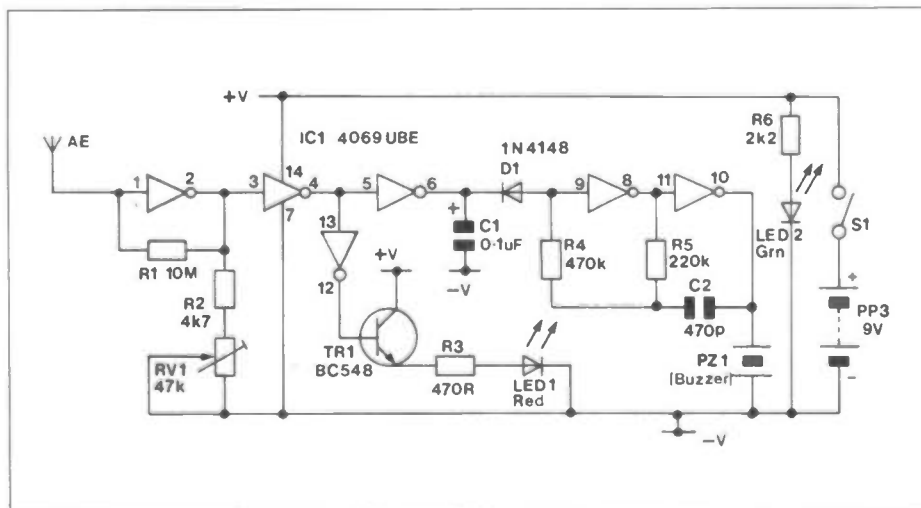 +V
AE
IC1 4069UBE
1
2
3
14
4
7
5
6
13
12
R1 10M
R2
4k7
RV1
47k
+V
TR1
BC548
R3
470R
LED1
Red
+
C1
0·1uF
-V
1N4148
D1
9
8
11
10
R4
470k
R5
220k
C2
470p
PZ1
(Buzzer)
R6
2k2
LED2
Grn
S1
+
PP3
9V
-
-V